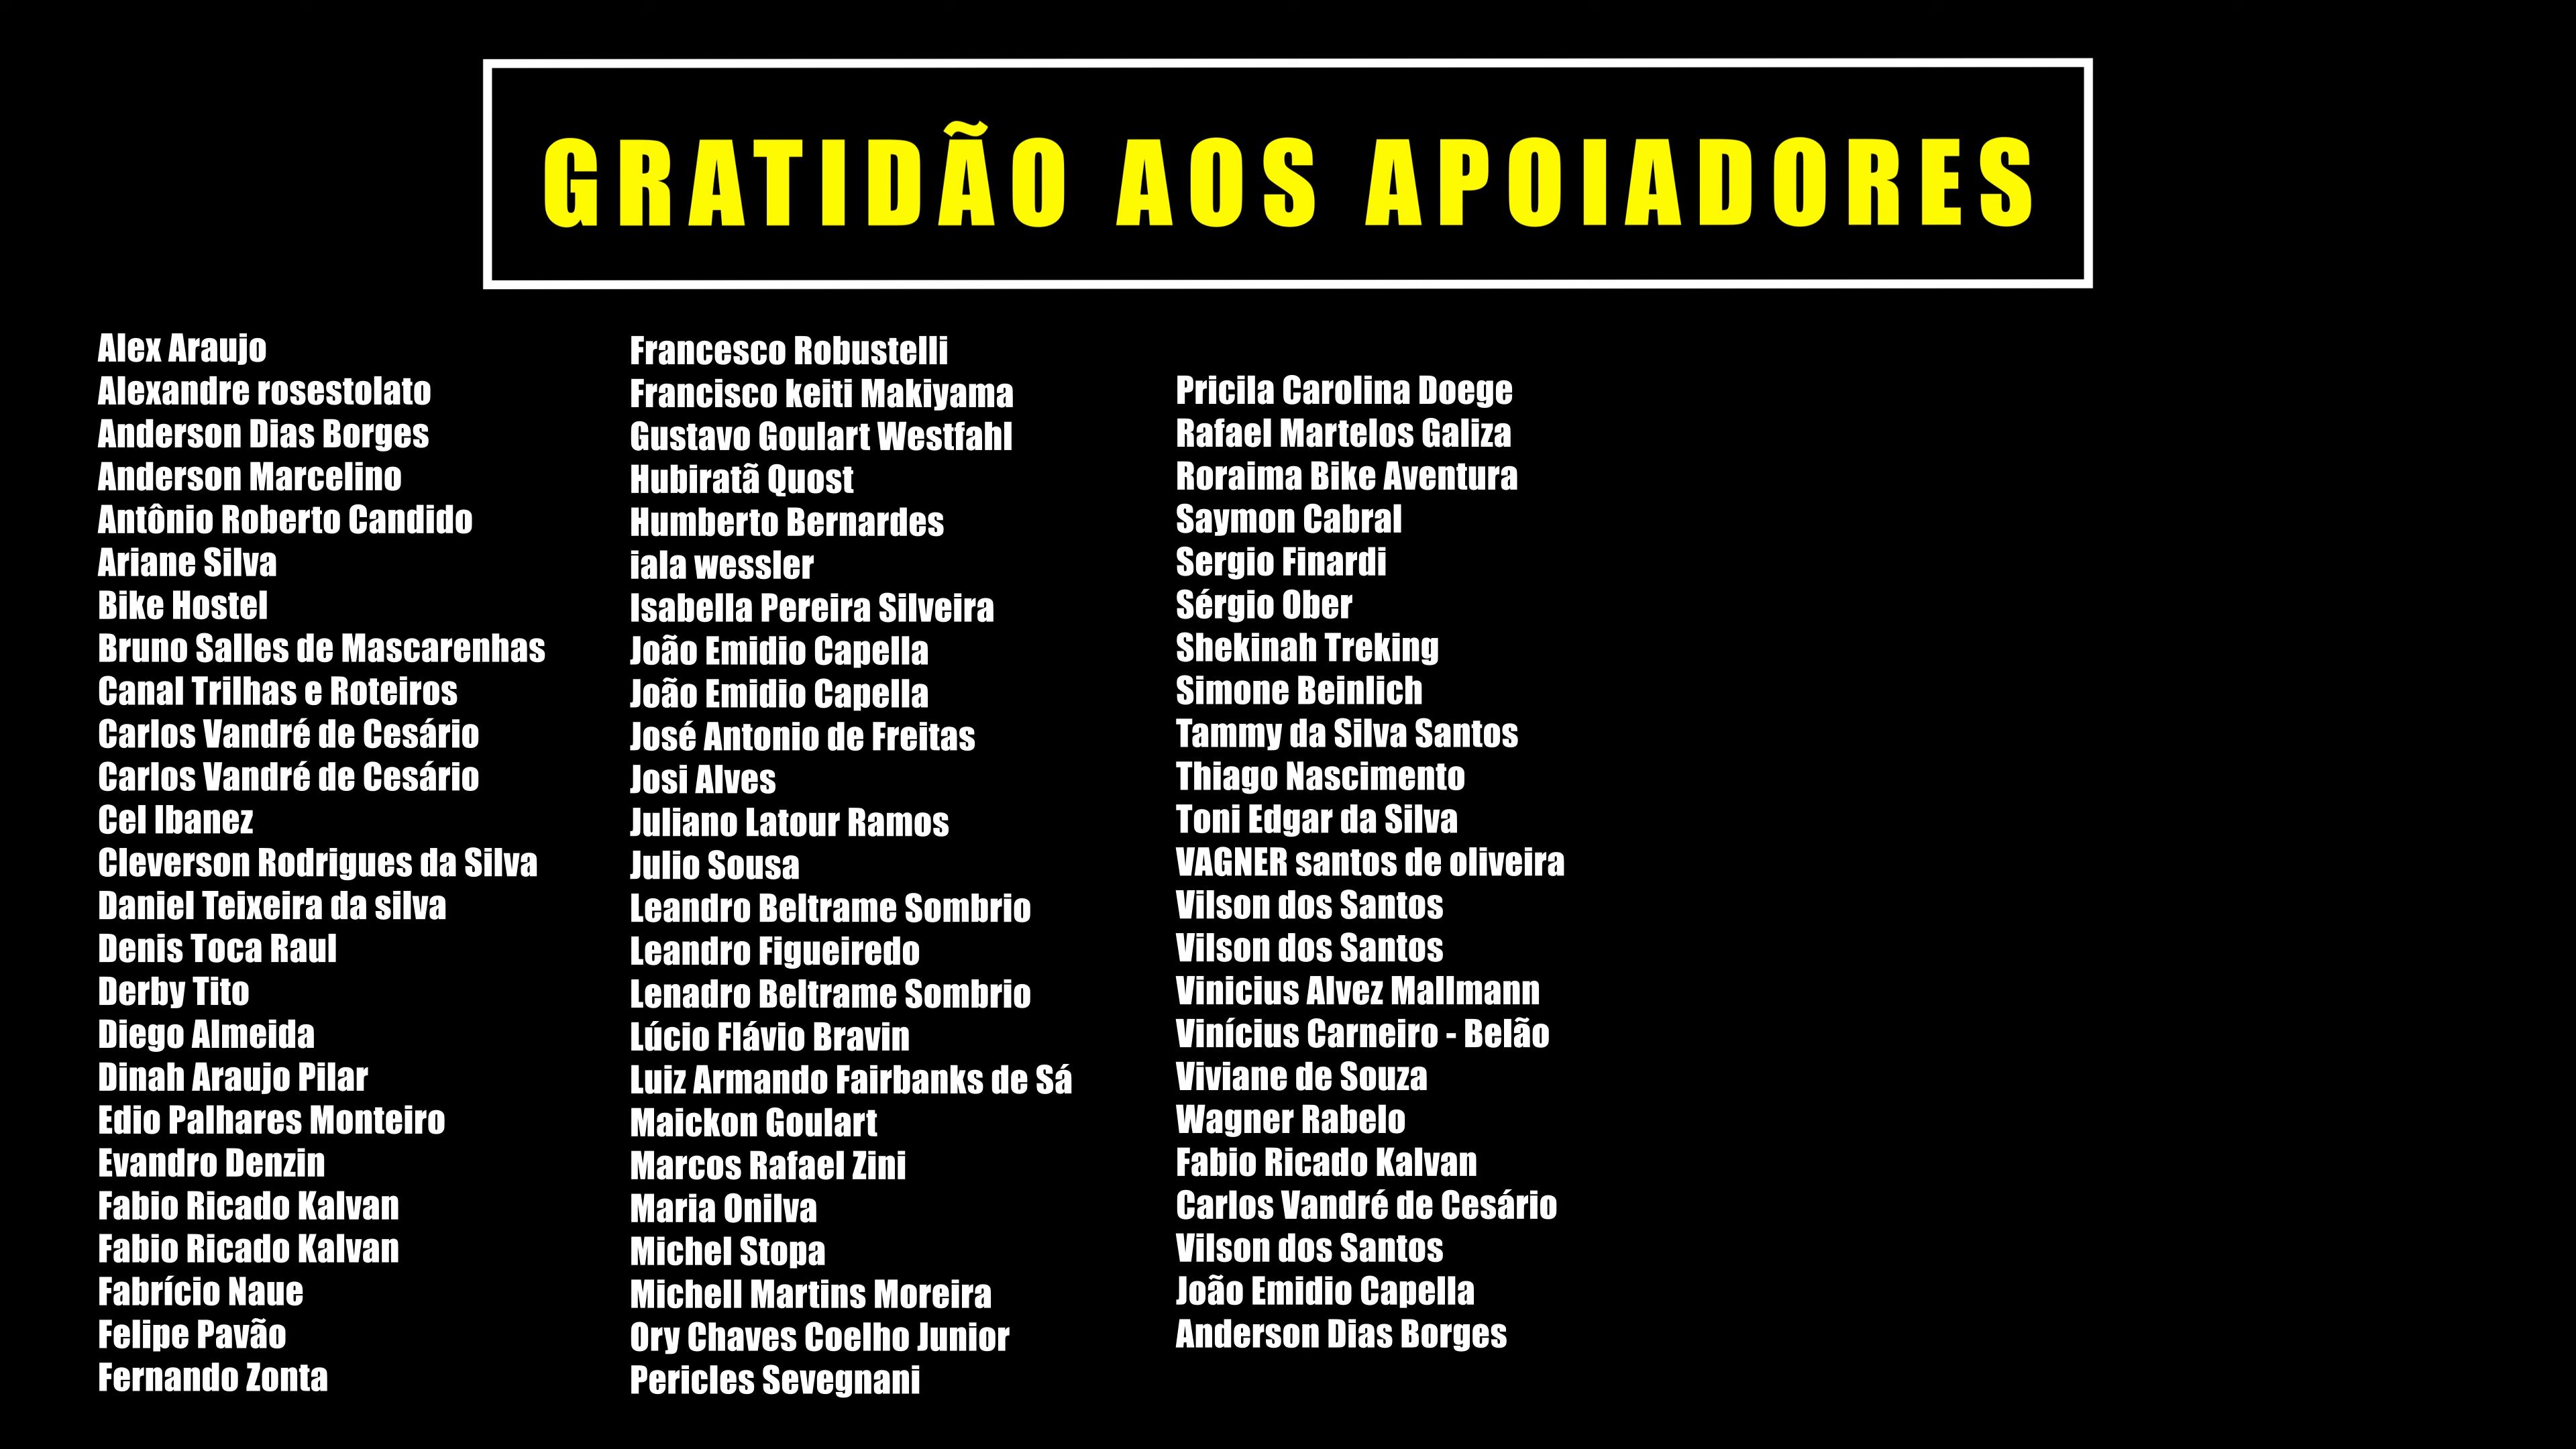 GRATIDÃO AOS APOIADORES
Alex Araujo
Alexandre rosestolato
Anderson Dias Borges
Anderson Marcelino
Antônio Roberto Candido
Ariane Silva
Bike Hostel
Bruno Salles de Mascarenhas
Canal Trilhas e Roteiros
Carlos Vandré de Cesário
Carlos Vandré de Cesário
Cel Ibanez
Cleverson Rodrigues da Silva
Daniel Teixeira da silva
Denis Toca Raul
Derby Tito
Diego Almeida
Dinah Araujo Pilar
Edio Palhares Monteiro
Evandro Denzin
Fabio Ricado Kalvan
Fabio Ricado Kalvan
Fabrício Naue
Felipe Pavão
Fernando Zonta
Francesco Robustelli
Francisco keiti Makiyama
Gustavo Goulart Westfahl
Hubiratã Quost
Humberto Bernardes
iala wessler
Isabella Pereira Silveira
João Emidio Capella
João Emidio Capella
José Antonio de Freitas
Josi Alves
Juliano Latour Ramos
Julio Sousa
Leandro Beltrame Sombrio
Leandro Figueiredo
Lenadro Beltrame Sombrio
Lúcio Flávio Bravin
Luiz Armando Fairbanks de Sá
Maickon Goulart
Marcos Rafael Zini
Maria Onilva
Michel Stopa
Michell Martins Moreira
Ory Chaves Coelho Junior
Pericles Sevegnani
Pricila Carolina Doege
Rafael Martelos Galiza
Roraima Bike Aventura
Saymon Cabral
Sergio Finardi
Sérgio Ober
Shekinah Treking
Simone Beinlich
Tammy da Silva Santos
Thiago Nascimento
Toni Edgar da Silva
VAGNER santos de oliveira
Vilson dos Santos
Vilson dos Santos
Vinicius Alvez Mallmann
Vinícius Carneiro - Belão
Viviane de Souza
Wagner Rabelo
Fabio Ricado Kalvan
Carlos Vandré de Cesário
Vilson dos Santos
João Emidio Capella
Anderson Dias Borges